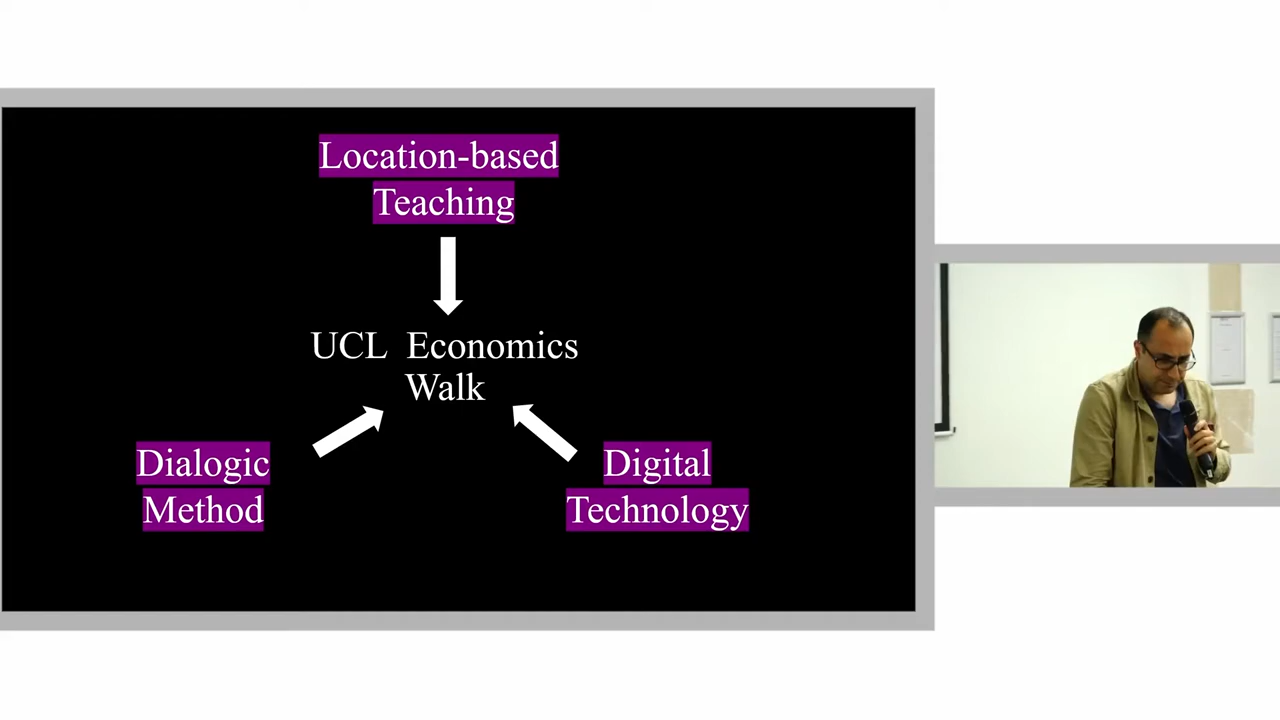 Location-based
Teaching
UCL Economics
Walk
Dialogic
Method
Digital
Technology